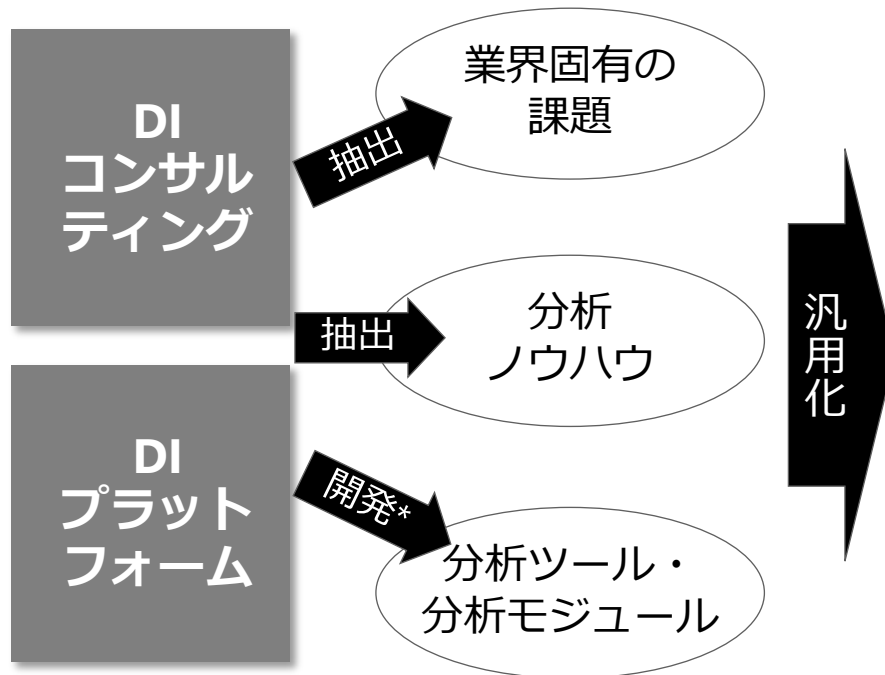 DI
コンサル
ティング
抽出
業界固有の
課題
抽出
分析
ノウハウ
DI
プラット
フォーム
開発*
分析ツール・
分析モジュール
汎用化